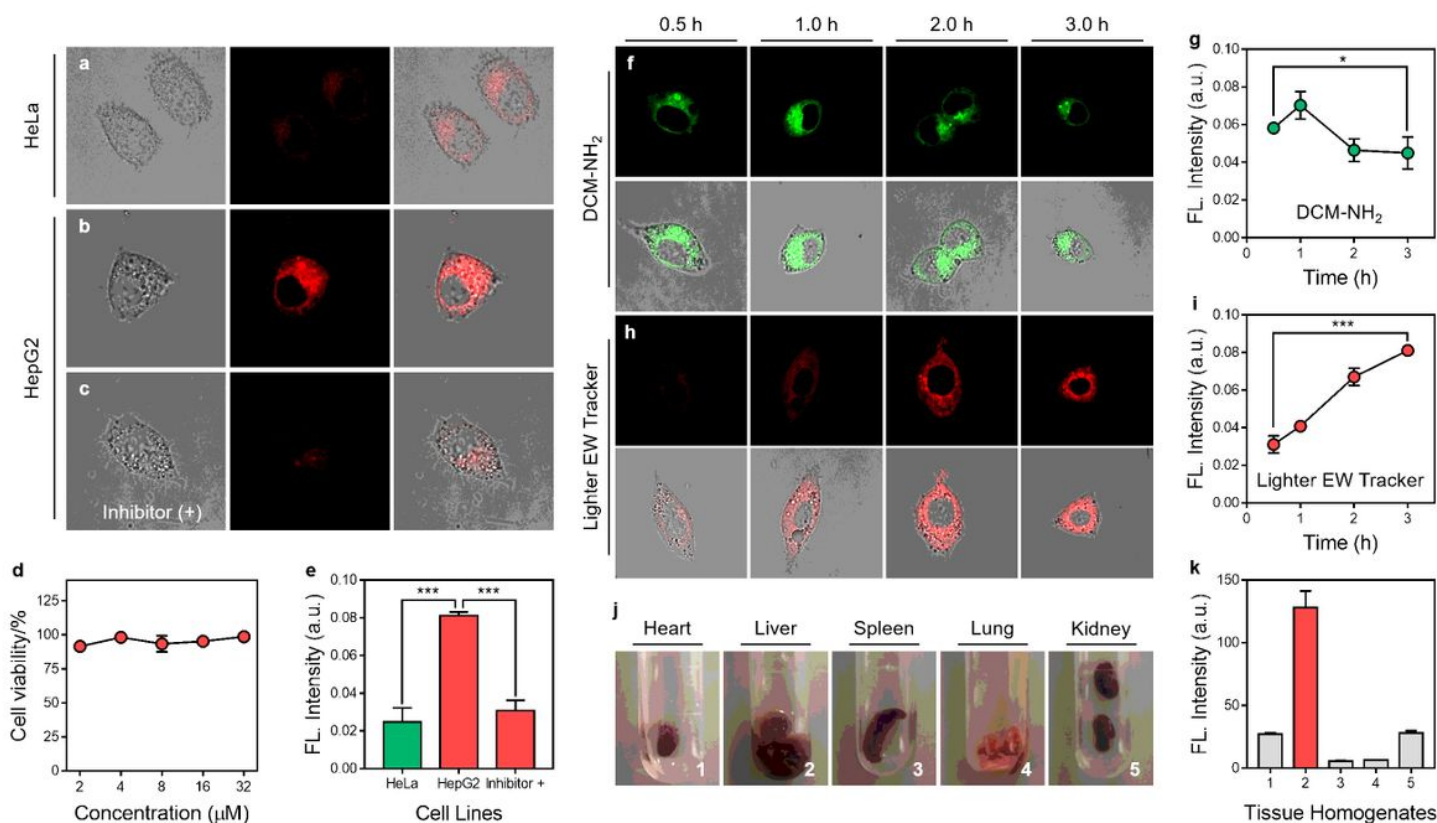 HeLa
a
HepG2
b
c
Inhibitor (+)
d
Cell viability/%
125
100
75
50
25
0
2 4 8 16 32
Concentration (μM)
e
FL. Intensity (a.u.)
0.10
0.08
0.06
0.04
0.02
0.00
*** ***
HeLa HepG2 Inhibitor +
Cell Lines
0.5 h 1.0 h 2.0 h 3.0 h
f
DCM-NH₂
h
Lighter EW Tracker
g
FL. Intensity (a.u.)
0.10
0.08
0.06
0.04
0.02
0.00
*
DCM-NH₂
0 1 2 3
Time (h)
i
FL. Intensity (a.u.)
0.10
0.08
0.06
0.04
0.02
0.00
***
Lighter EW Tracker
0 1 2 3
Time (h)
j
Heart Liver Spleen Lung Kidney
1 2 3 4 5
k
FL. Intensity (a.u.)
150
100
50
0
1 2 3 4 5
Tissue Homogenates